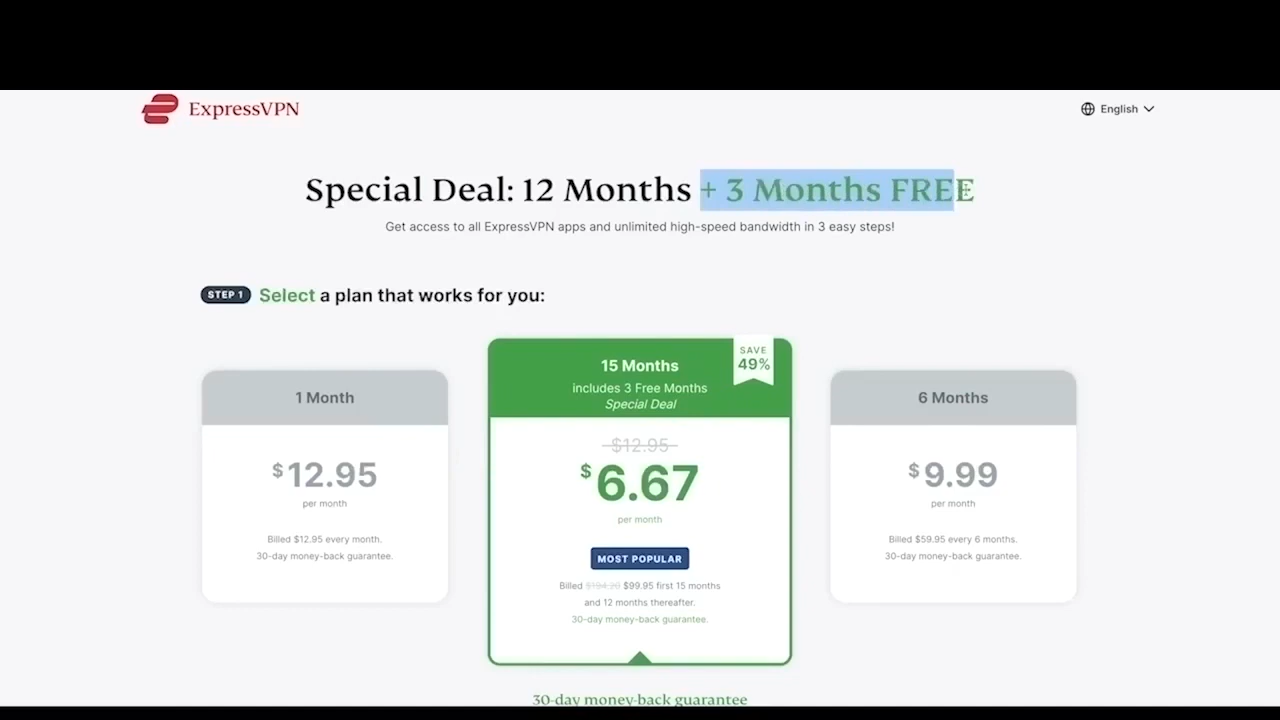 ExpressVPN
English
Special Deal: 12 Months + 3 Months FREE
Get access to all ExpressVPN apps and unlimited high-speed bandwidth in 3 easy steps!
STEP 1 Select a plan that works for you:
1 Month
$12.95
per month
Billed $12.95 every month.
30-day money-back guarantee.
SAVE
49%
15 Months
includes 3 Free Months
Special Deal
$12.95
$6.67
per month
MOST POPULAR
Billed $194.20 $99.95 first 15 months
and 12 months thereafter.
30-day money-back guarantee.
6 Months
$9.99
per month
Billed $59.95 every 6 months.
30-day money-back guarantee.
30-day money-back guarantee